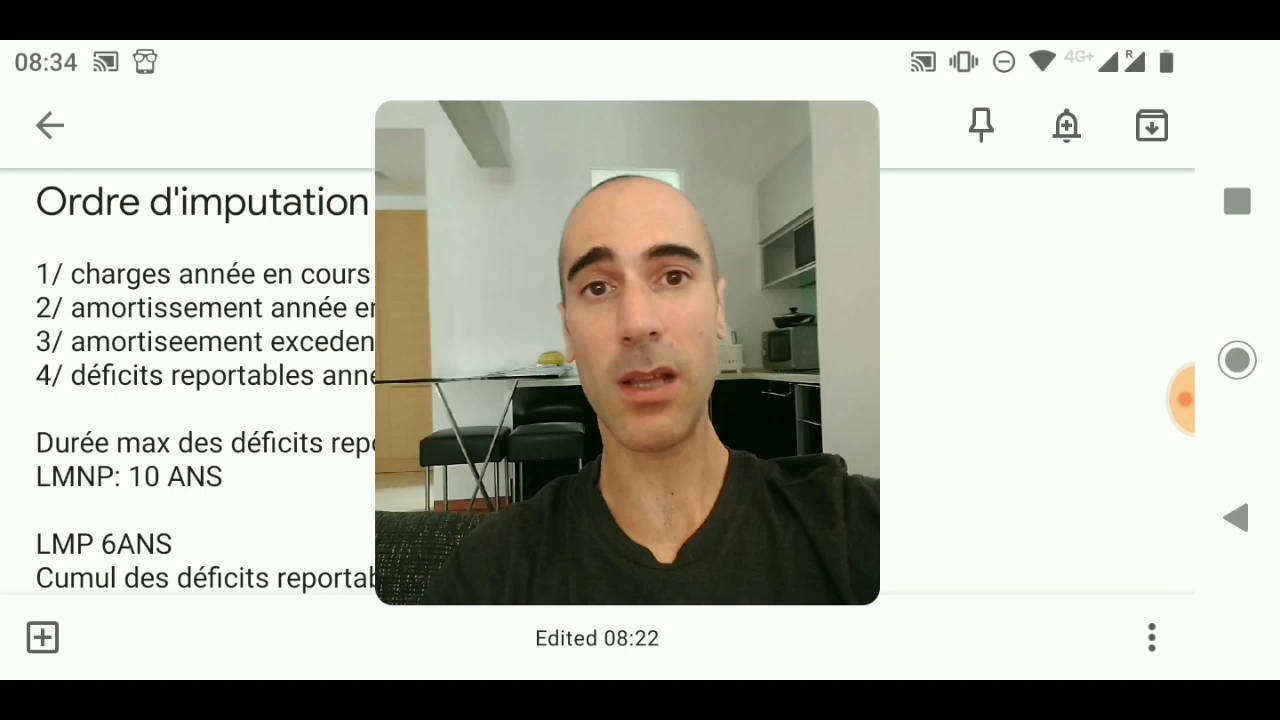 08:34
4G+
R
Ordre d'imputation
1/ charges année en cours
2/ amortissement année
3/ amortiseement
4/ déficits reportables
Durée max des déficits
LMNP: 10 ANS
LMP 6ANS
Cumul des déficits
Edited 08:22